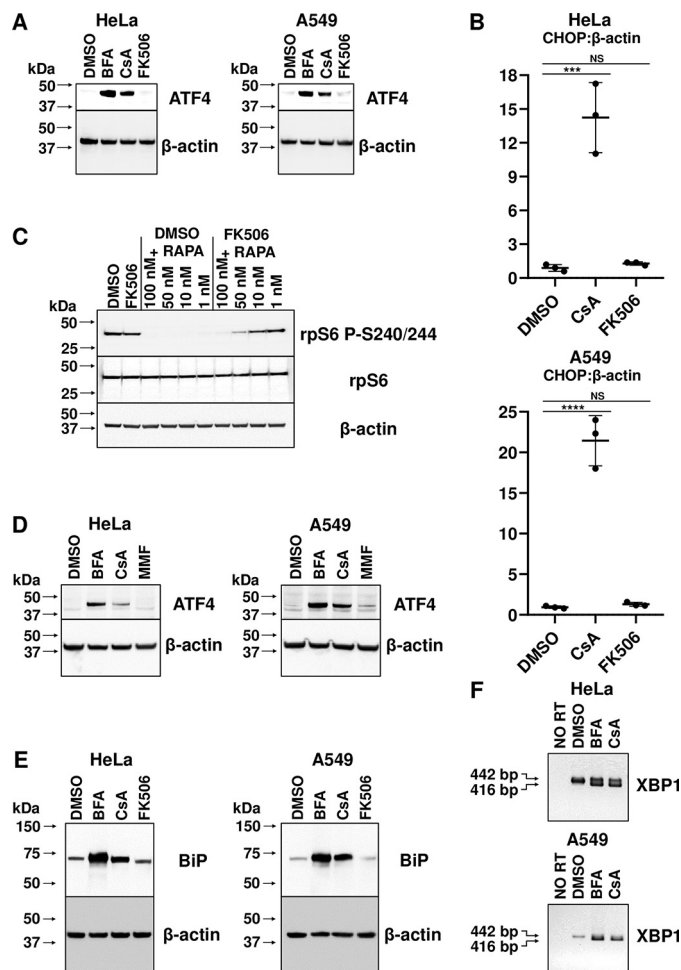 A
HeLa
A549
DMSO
BFA
CsA
FK506
DMSO
BFA
CsA
FK506
kDa
50
37
ATF4
50
37
β-actin
kDa
50
37
ATF4
50
37
β-actin
B
HeLa
CHOP:β-actin
NS
***
18
15
12
9
6
3
0
DMSO
CsA
FK506
A549
CHOP:β-actin
NS
****
25
20
15
10
5
0
DMSO
CsA
FK506
C
DMSO
+ RAPA
FK506
+ RAPA
DMSO
FK506
100 nM
50 nM
10 nM
1 nM
100 nM
50 nM
10 nM
1 nM
kDa
50
25
rpS6 P-S240/244
50
25
rpS6
50
37
β-actin
D
HeLa
A549
DMSO
BFA
CsA
MMF
DMSO
BFA
CsA
MMF
kDa
50
37
ATF4
50
37
β-actin
kDa
50
37
ATF4
50
37
β-actin
E
HeLa
A549
DMSO
BFA
CsA
FK506
DMSO
BFA
CsA
FK506
kDa
150
75
BiP
50
50
37
β-actin
kDa
150
75
BiP
50
50
37
β-actin
F
HeLa
NO RT
DMSO
BFA
CsA
442 bp
416 bp
XBP1
A549
NO RT
DMSO
BFA
CsA
442 bp
416 bp
XBP1